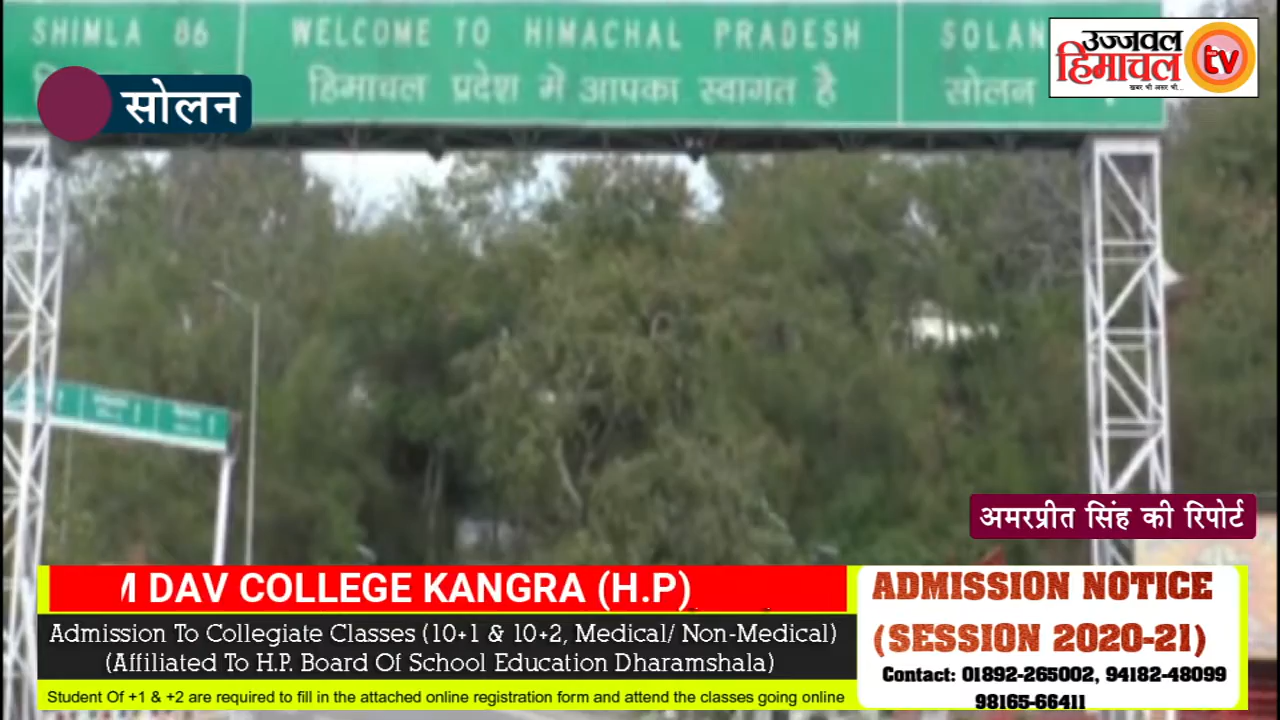 SHIMLA 86
WELCOME TO HIMACHAL PRADESH
हिमाचल प्रदेश में आपका स्वागत है
SOLAN
सोलन
उज्जवल
हिमाचल
tv
ख़बर भी असर भी...
सोलन
अमरप्रीत सिंह की रिपोर्ट
M DAV COLLEGE KANGRA (H.P)
Admission To Collegiate Classes (10+1 & 10+2, Medical/ Non-Medical)
(Affiliated To H.P. Board Of School Education Dharamshala)
Student Of +1 & +2 are required to fill in the attached online registration form and attend the classes going online
ADMISSION NOTICE
(SESSION 2020-21)
Contact: 01892-265002, 94182-48099
98165-66411